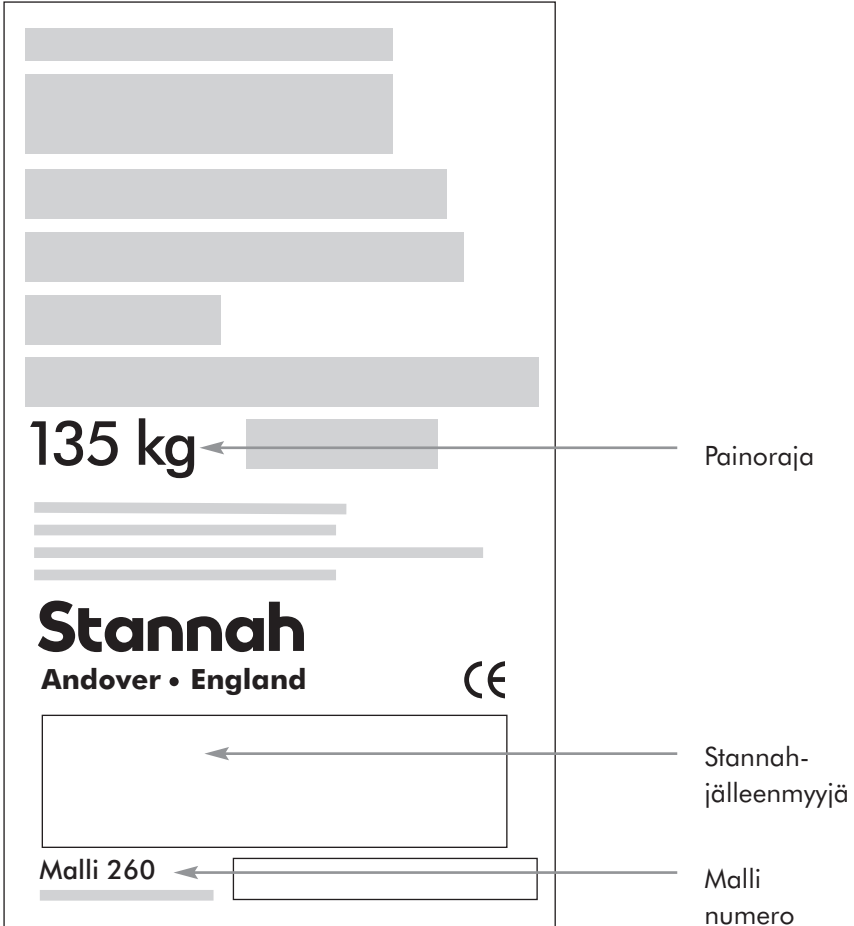 135 kg
Painoraja
Stannah
Andover • England
CE
Stannah-
jälleenmyyjä
Malli 260
Malli
numero